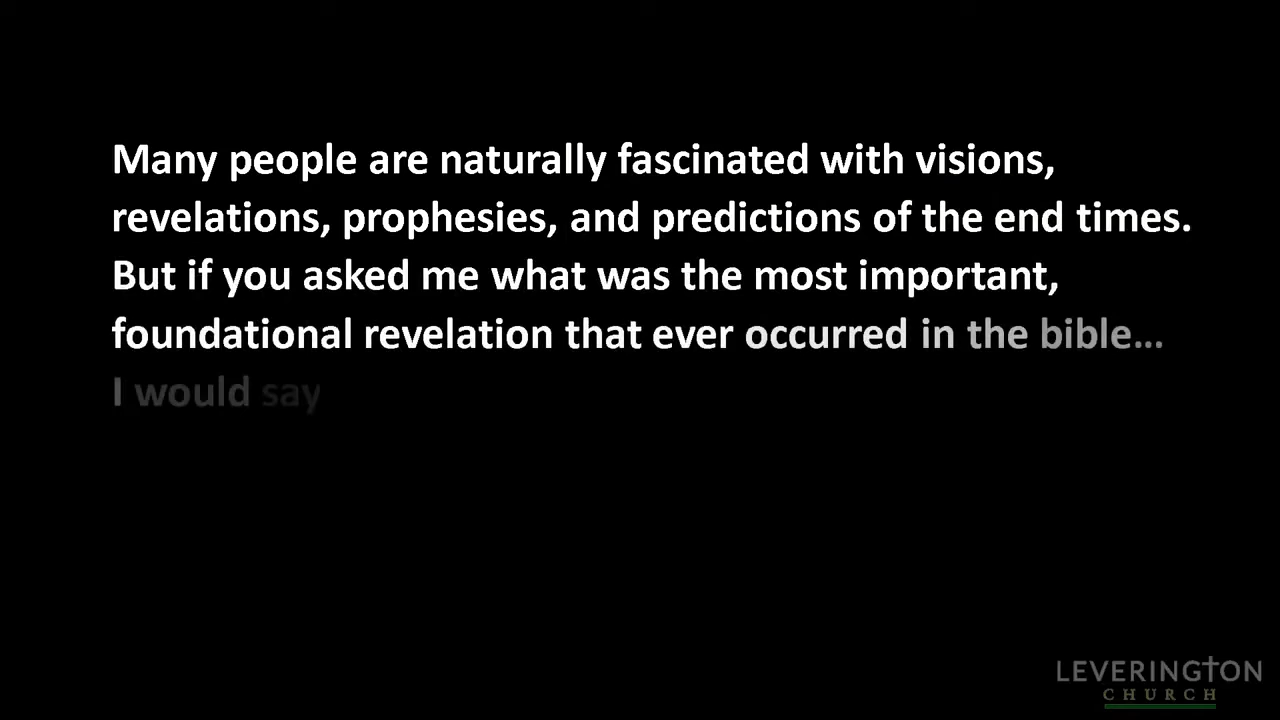 Many people are naturally fascinated with visions,
revelations, prophesies, and predictions of the end times.
But if you asked me what was the most important,
foundational revelation that ever occurred in the bible...
I would say
LEVERINGTON
CHURCH